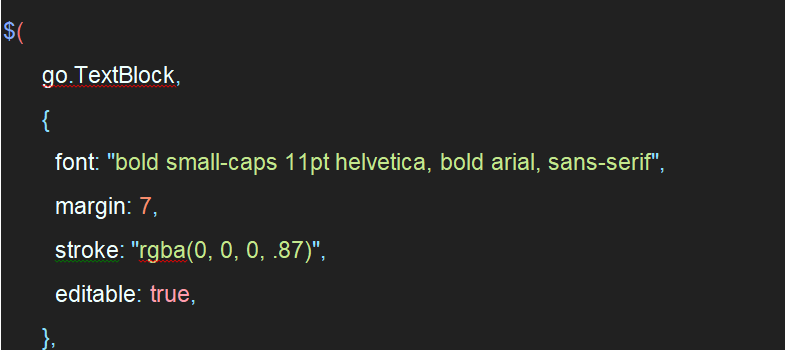 $(
go.TextBlock,
{
font: "bold small-caps 11pt helvetica, bold arial, sans-serif",
margin: 7,
stroke: "rgba(0, 0, 0, .87)",
editable: true,
},